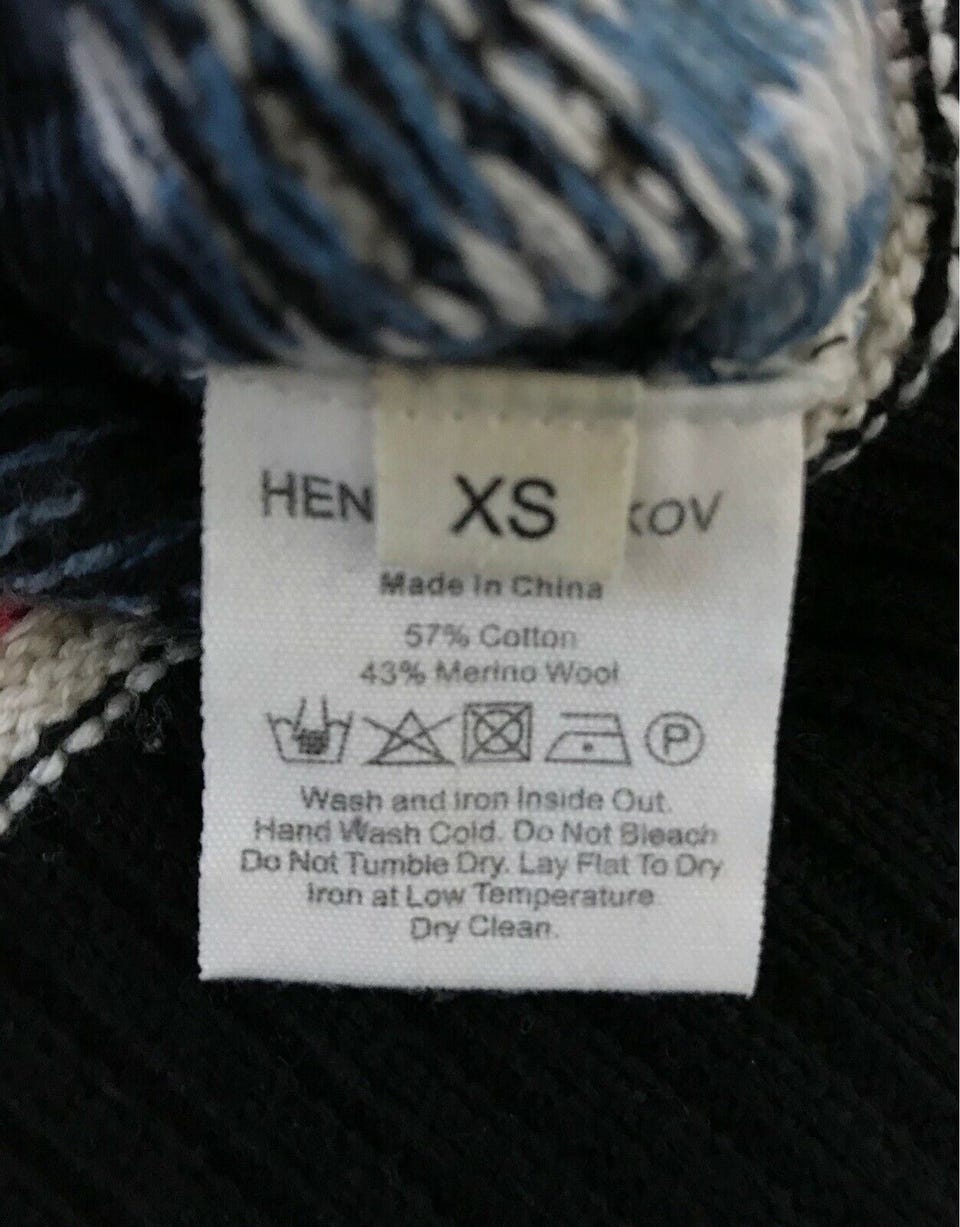 HEN XS KOV
Made in China
57% Cotton
43% Merino Wool
P
Wash and Iron Inside Out.
Hand Wash Cold. Do Not Bleach
Do Not Tumble Dry. Lay Flat To Dry
Iron at Low Temperature
Dry Clean.